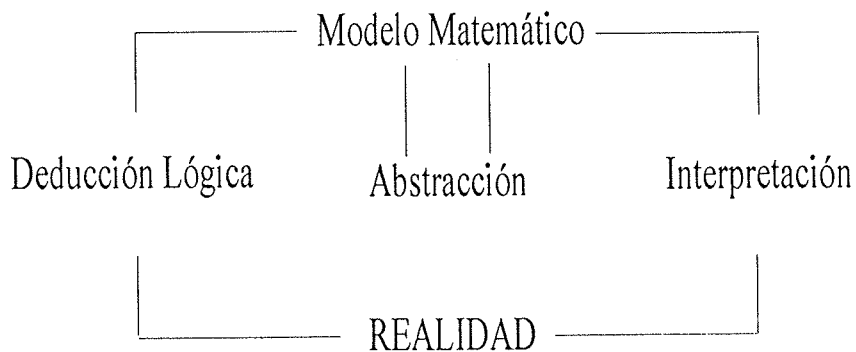 Modelo Matemático
Deducción Lógica Abstracción Interpretación
REALIDAD